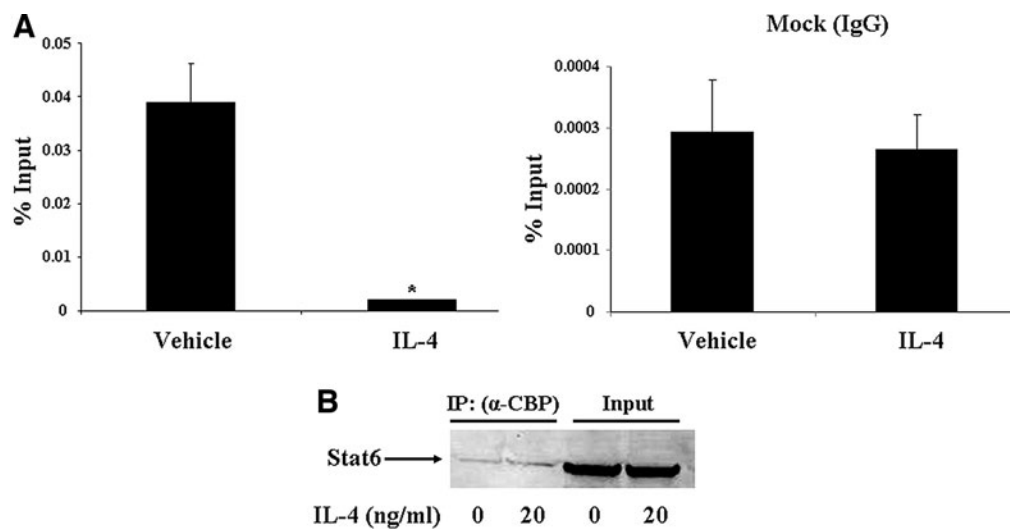 A
0.05
0.04
0.03
0.02
0.01
0
% Input
*
Vehicle IL-4
Mock (IgG)
0.0004
0.0003
0.0002
0.0001
0
% Input
Vehicle IL-4
B
IP: (α-CBP) Input
Stat6
IL-4 (ng/ml) 0 20 0 20